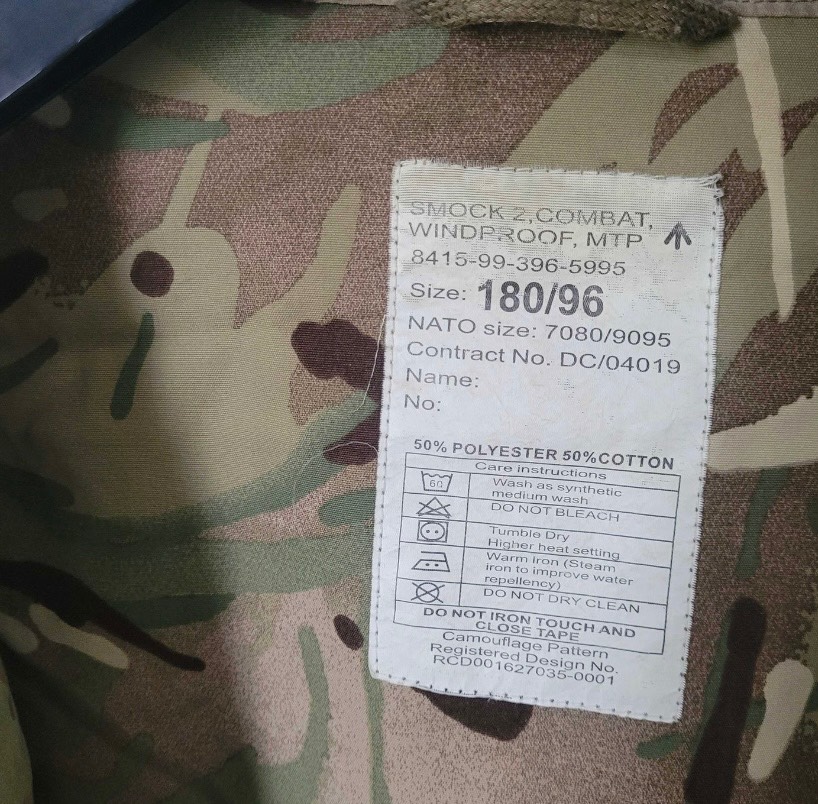 SMOCK 2,COMBAT,
WINDPROOF, MTP
8415-99-396-5995
Size: 180/96
NATO size: 7080/9095
Contract No. DC/04019
Name:
No:
50% POLYESTER 50%COTTON
Care instructions
60
Wash as synthetic
medium wash
DO NOT BLEACH
Tumble Dry
Higher heat setting
Warm iron (Steam
iron to improve water
repellency)
DO NOT DRY CLEAN
DO NOT IRON TOUCH AND
CLOSE TAPE
Camouflage Pattern
Registered Design No.
RCD001627035-0001